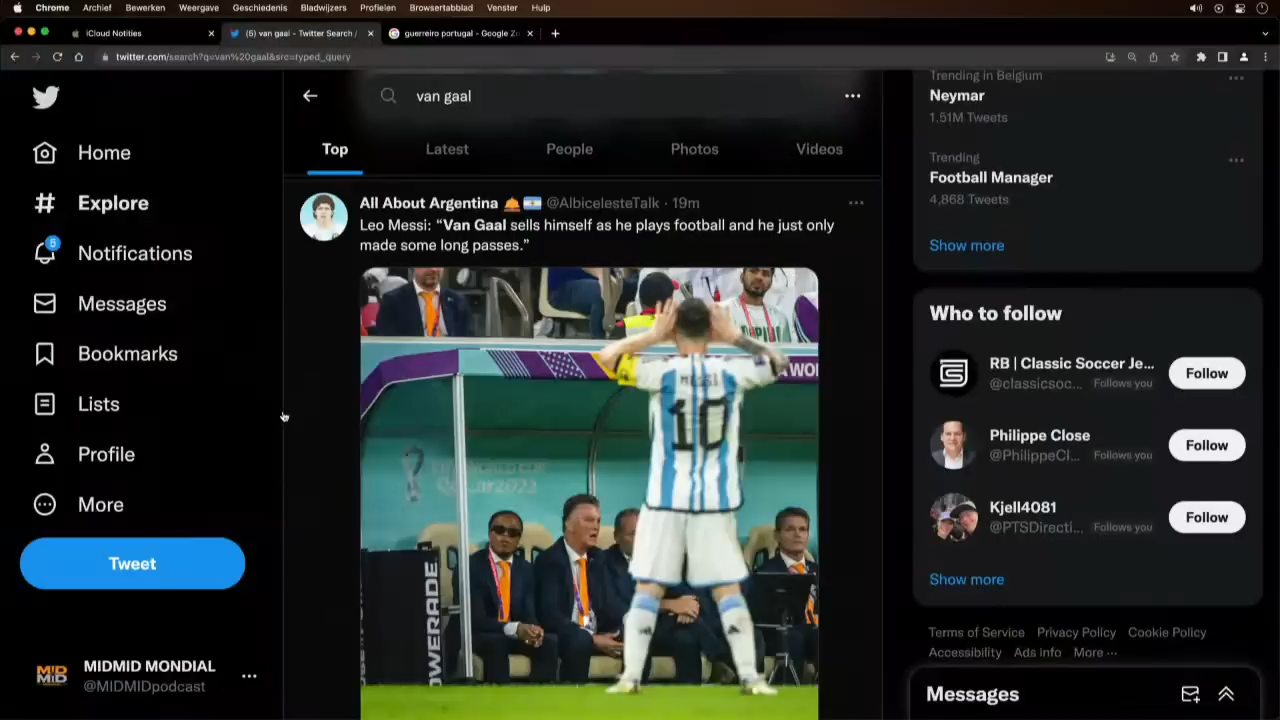 Chrome Archief Bewerken Weergave Geschiedenis Bladwijzers Profielen Browsertabblad Venster Hulp
iCloud Notities
(5) van gaal - Twitter Search /
guerreiro portugal - Google Zo
twitter.com/search?q=van%20gaal&src=typed_query
van gaal
Top Latest People Photos Videos
Home
Explore
5
Notifications
Messages
Bookmarks
Lists
Profile
More
Tweet
MIDMID MONDIAL
@MIDMIDpodcast
All About Argentina @AlbicelesteTalk · 19m
Leo Messi: “Van Gaal sells himself as he plays football and he just only
made some long passes.”
MESSI
10
POWERADE
Trending in Belgium
Neymar
1.51M Tweets
Trending
Football Manager
4,868 Tweets
Show more
Who to follow
RB | Classic Soccer Je...
@classicsoc... Follows you
Follow
Philippe Close
@PhilippeCl... Follows you
Follow
Kjell4081
@PTSDirecti... Follows you
Follow
Show more
Terms of Service Privacy Policy Cookie Policy
Accessibility Ads info More ···
Messages